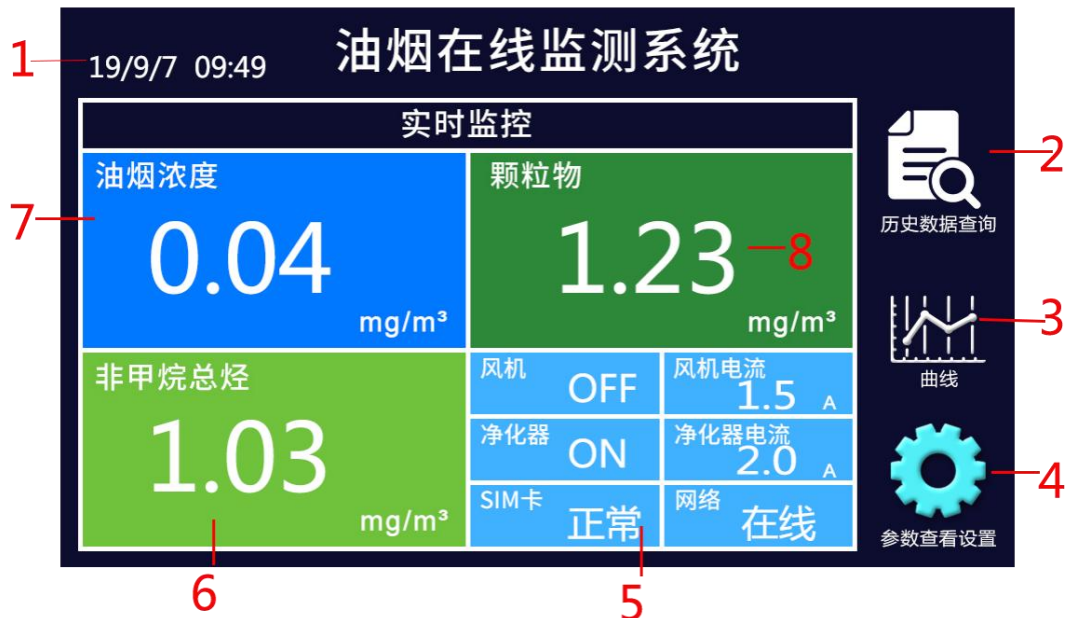 油烟在线监测系统
1
19/9/7 09:49
实时监控
油烟浓度
7
0.04
mg/m³
颗粒物
1.23
8
mg/m³
2
历史数据查询
3
曲线
非甲烷总烃
1.03
mg/m³
6
风机
OFF
风机电流
1.5 A
净化器
ON
净化器电流
2.0 A
SIM卡
正常
网络
在线
5
4
参数查看设置